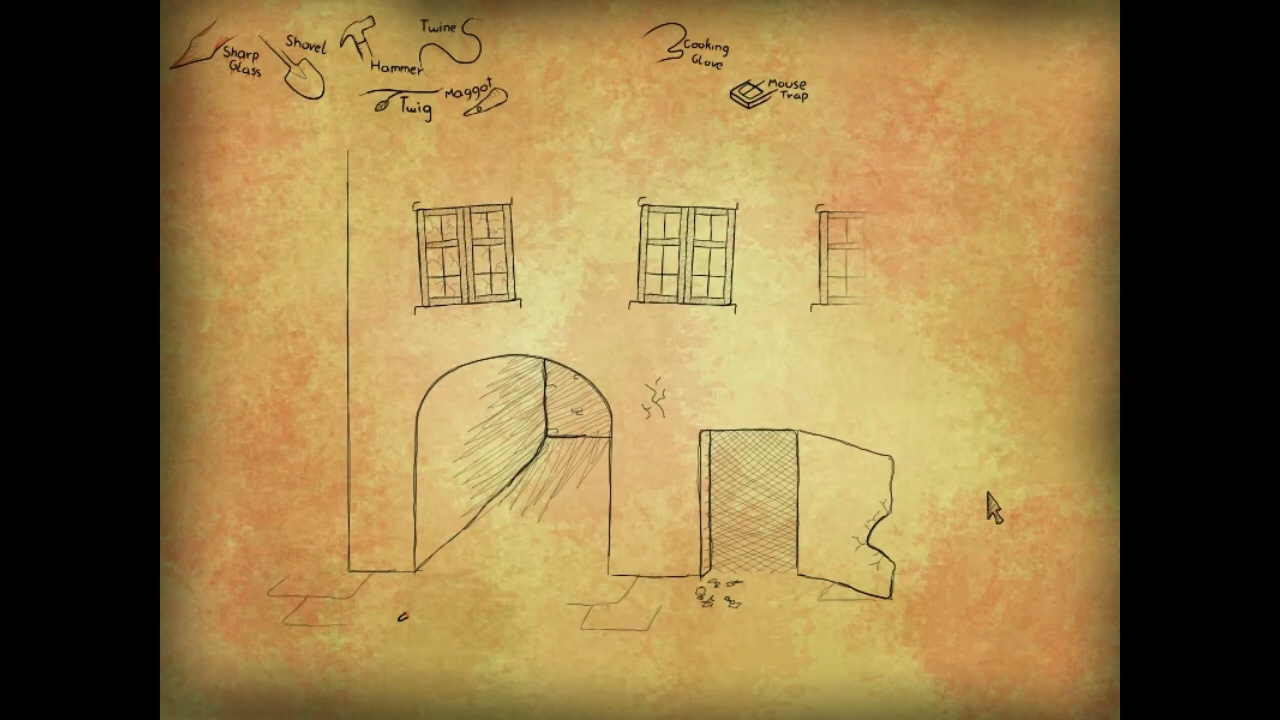 Sharp
Glass
Shovel
Hammer
Twine
Twig
Maggot
Cooking
Glove
Mouse
Trap